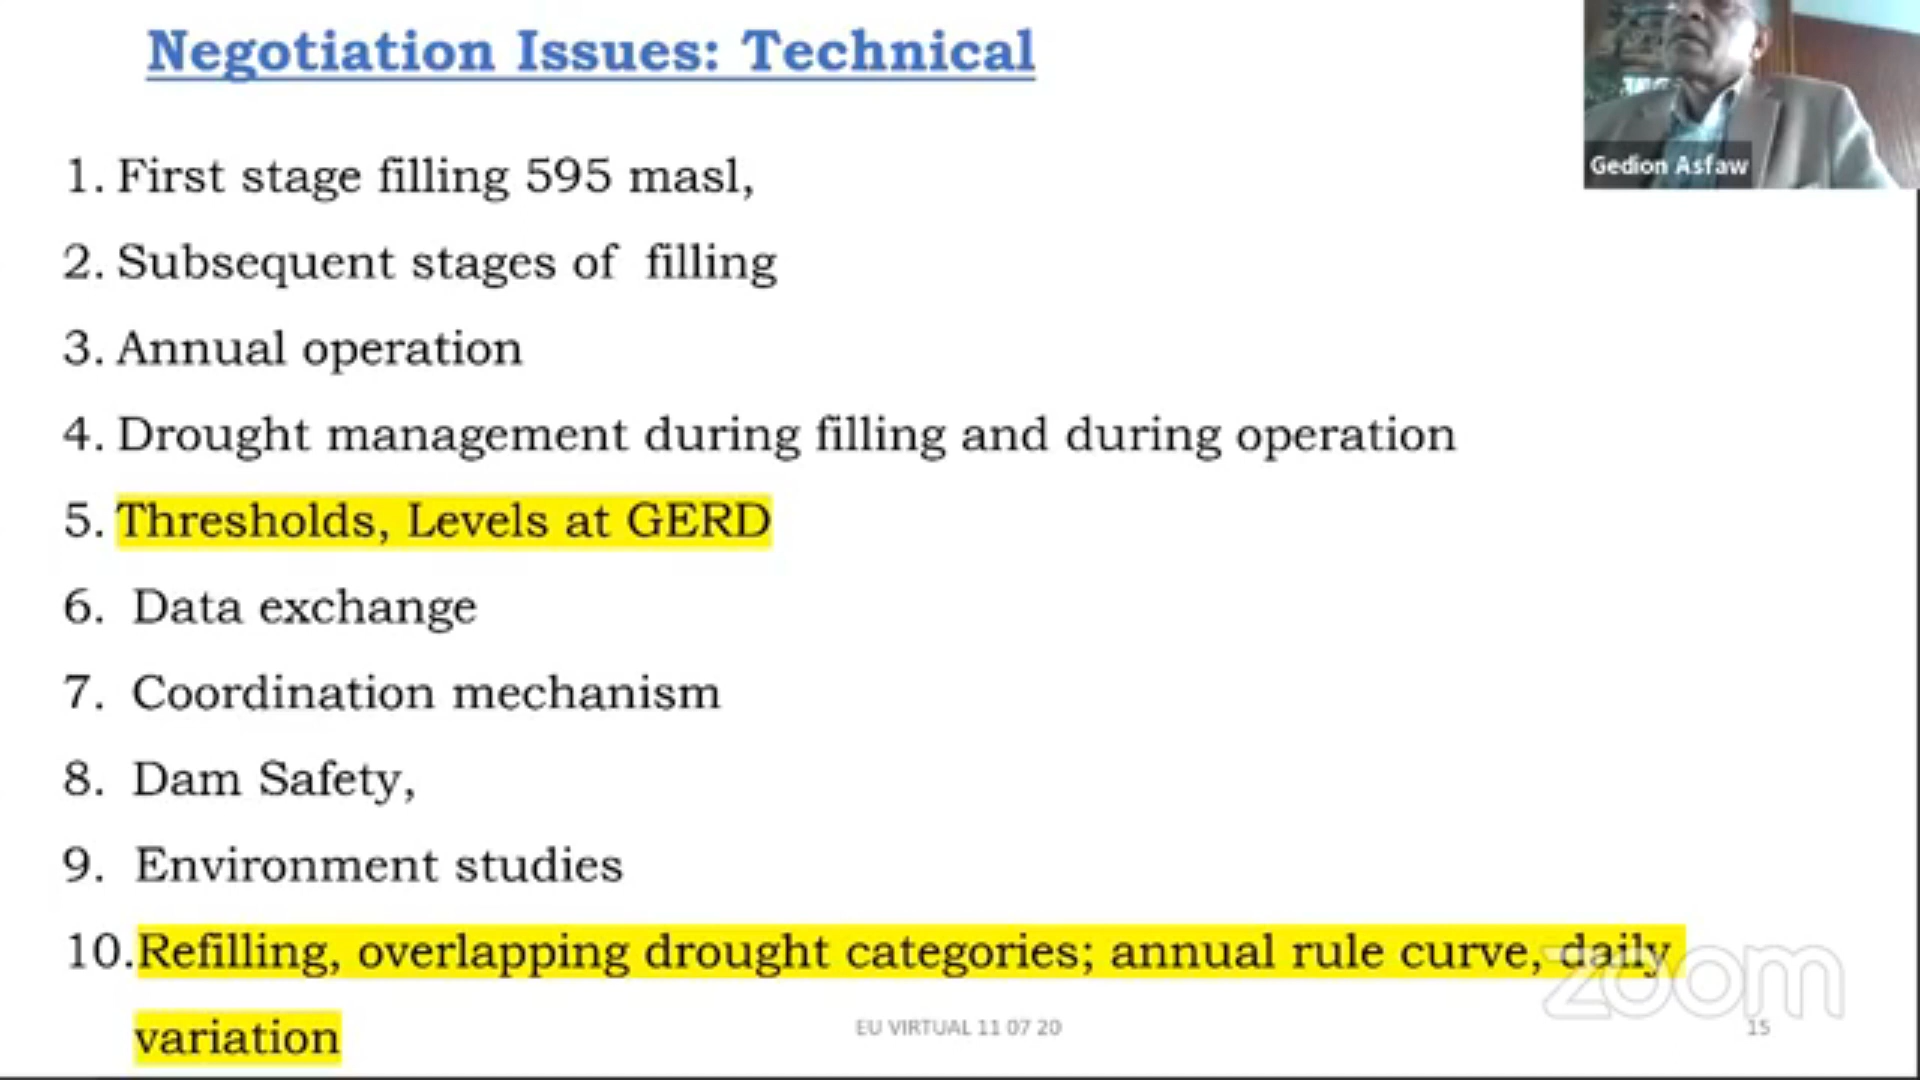 Negotiation Issues: Technical
Gedion Asfaw
1. First stage filling 595 masl,
2. Subsequent stages of filling
3. Annual operation
4. Drought management during filling and during operation
5. Thresholds, Levels at GERD
6. Data exchange
7. Coordination mechanism
8. Dam Safety,
9. Environment studies
10. Refilling, overlapping drought categories; annual rule curve, daily
variation
zoom
EU VIRTUAL 11 07 20
15